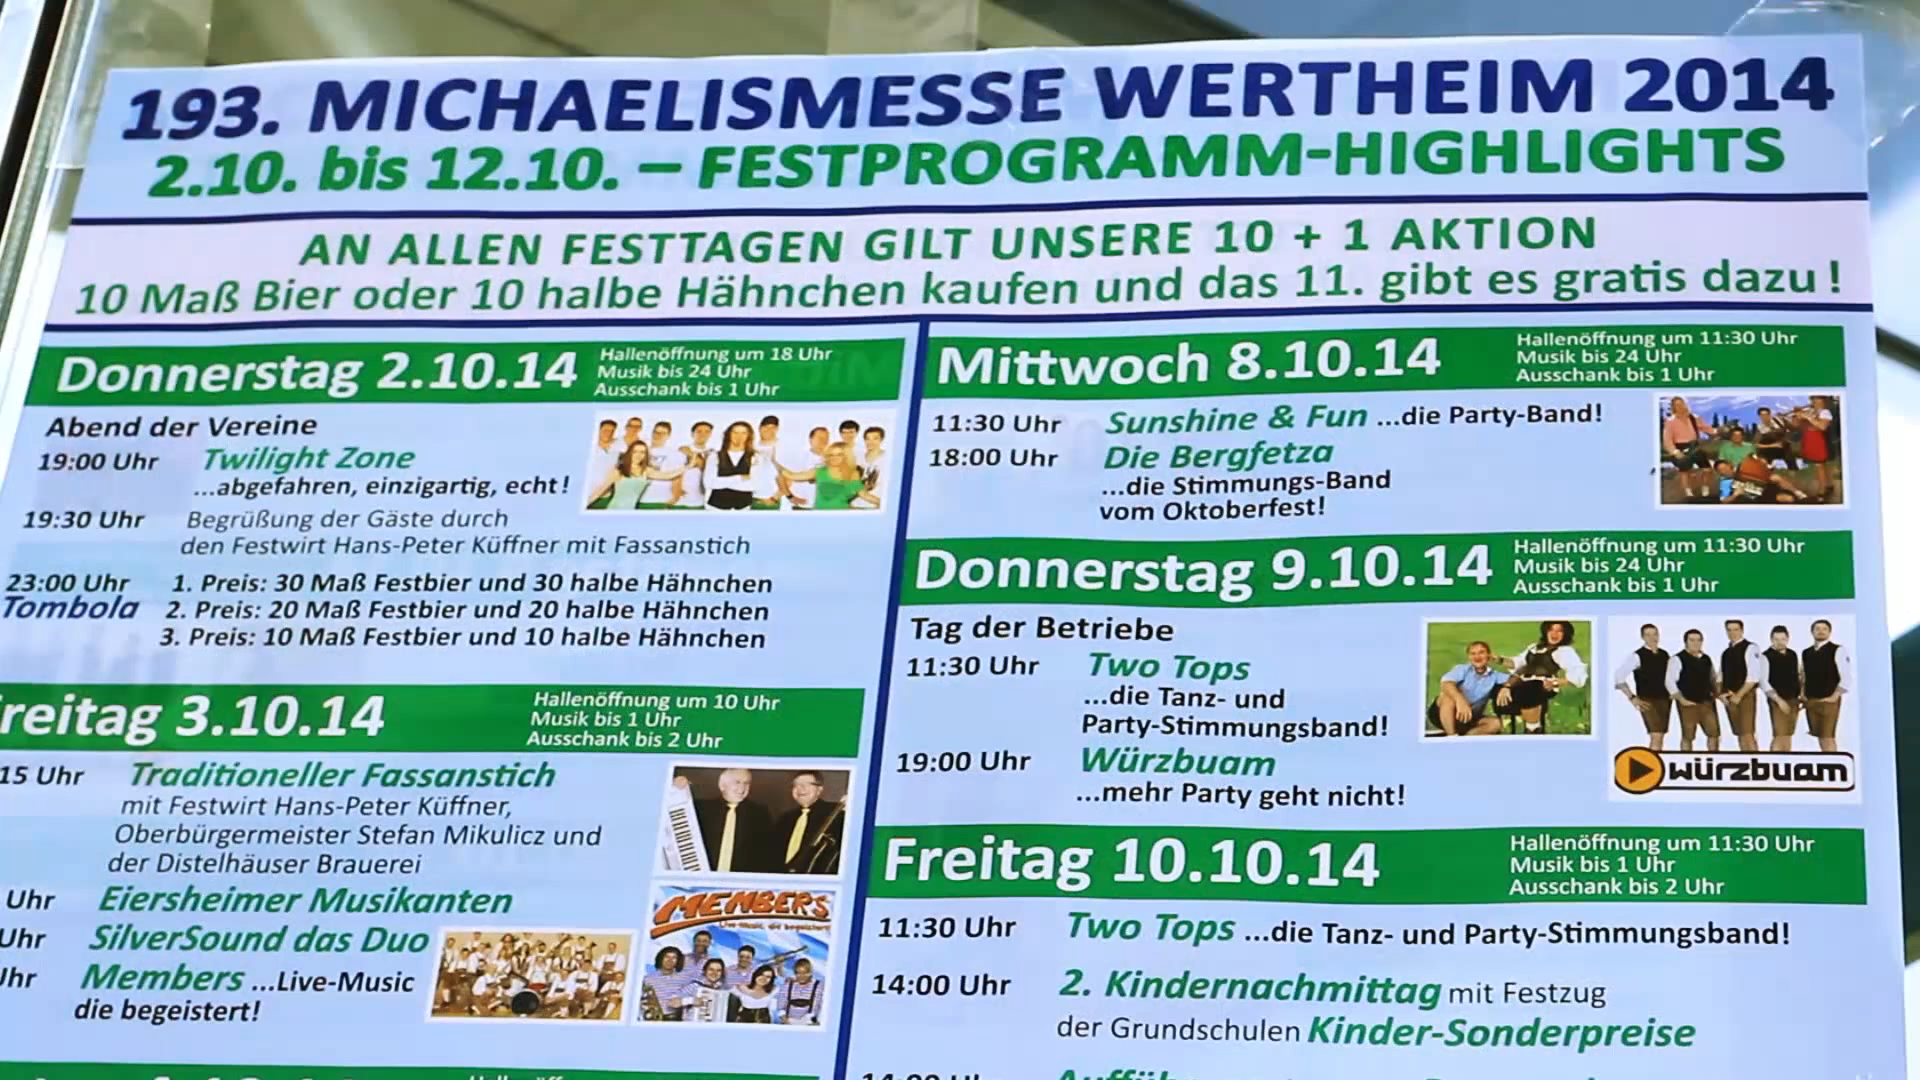 193. MICHAELISMESSE WERTHEIM 2014
2.10. bis 12.10. – FESTPROGRAMM-HIGHLIGHTS
AN ALLEN FESTTAGEN GILT UNSERE 10 + 1 AKTION
10 Maß Bier oder 10 halbe Hähnchen kaufen und das 11. gibt es gratis dazu!
Donnerstag 2.10.14
Hallenöffnung um 18 Uhr
Musik bis 24 Uhr
Ausschank bis 1 Uhr
Abend der Vereine
19:00 Uhr Twilight Zone
...abgefahren, einzigartig, echt!
19:30 Uhr Begrüßung der Gäste durch
den Festwirt Hans-Peter Küffner mit Fassanstich
23:00 Uhr 1. Preis: 30 Maß Festbier und 30 halbe Hähnchen
Tombola 2. Preis: 20 Maß Festbier und 20 halbe Hähnchen
3. Preis: 10 Maß Festbier und 10 halbe Hähnchen
reitag 3.10.14
Hallenöffnung um 10 Uhr
Musik bis 1 Uhr
Ausschank bis 2 Uhr
15 Uhr Traditioneller Fassanstich
mit Festwirt Hans-Peter Küffner,
Oberbürgermeister Stefan Mikulicz und
der Distelhäuser Brauerei
Uhr Eiersheimer Musikanten
Uhr SilverSound das Duo
Uhr Members ...Live-Music
die begeistert!
MEMBERS
Live-Music, die begeistert
Mittwoch 8.10.14
Hallenöffnung um 11:30 Uhr
Musik bis 24 Uhr
Ausschank bis 1 Uhr
11:30 Uhr Sunshine & Fun ...die Party-Band!
18:00 Uhr Die Bergfetza
...die Stimmungs-Band
vom Oktoberfest!
Donnerstag 9.10.14
Hallenöffnung um 11:30 Uhr
Musik bis 24 Uhr
Ausschank bis 1 Uhr
Tag der Betriebe
11:30 Uhr Two Tops
...die Tanz- und
Party-Stimmungsband!
19:00 Uhr Würzbuam
...mehr Party geht nicht!
würzbuam
Freitag 10.10.14
Hallenöffnung um 11:30 Uhr
Musik bis 1 Uhr
Ausschank bis 2 Uhr
11:30 Uhr Two Tops ...die Tanz- und Party-Stimmungsband!
14:00 Uhr 2. Kindernachmittag mit Festzug
der Grundschulen Kinder-Sonderpreise